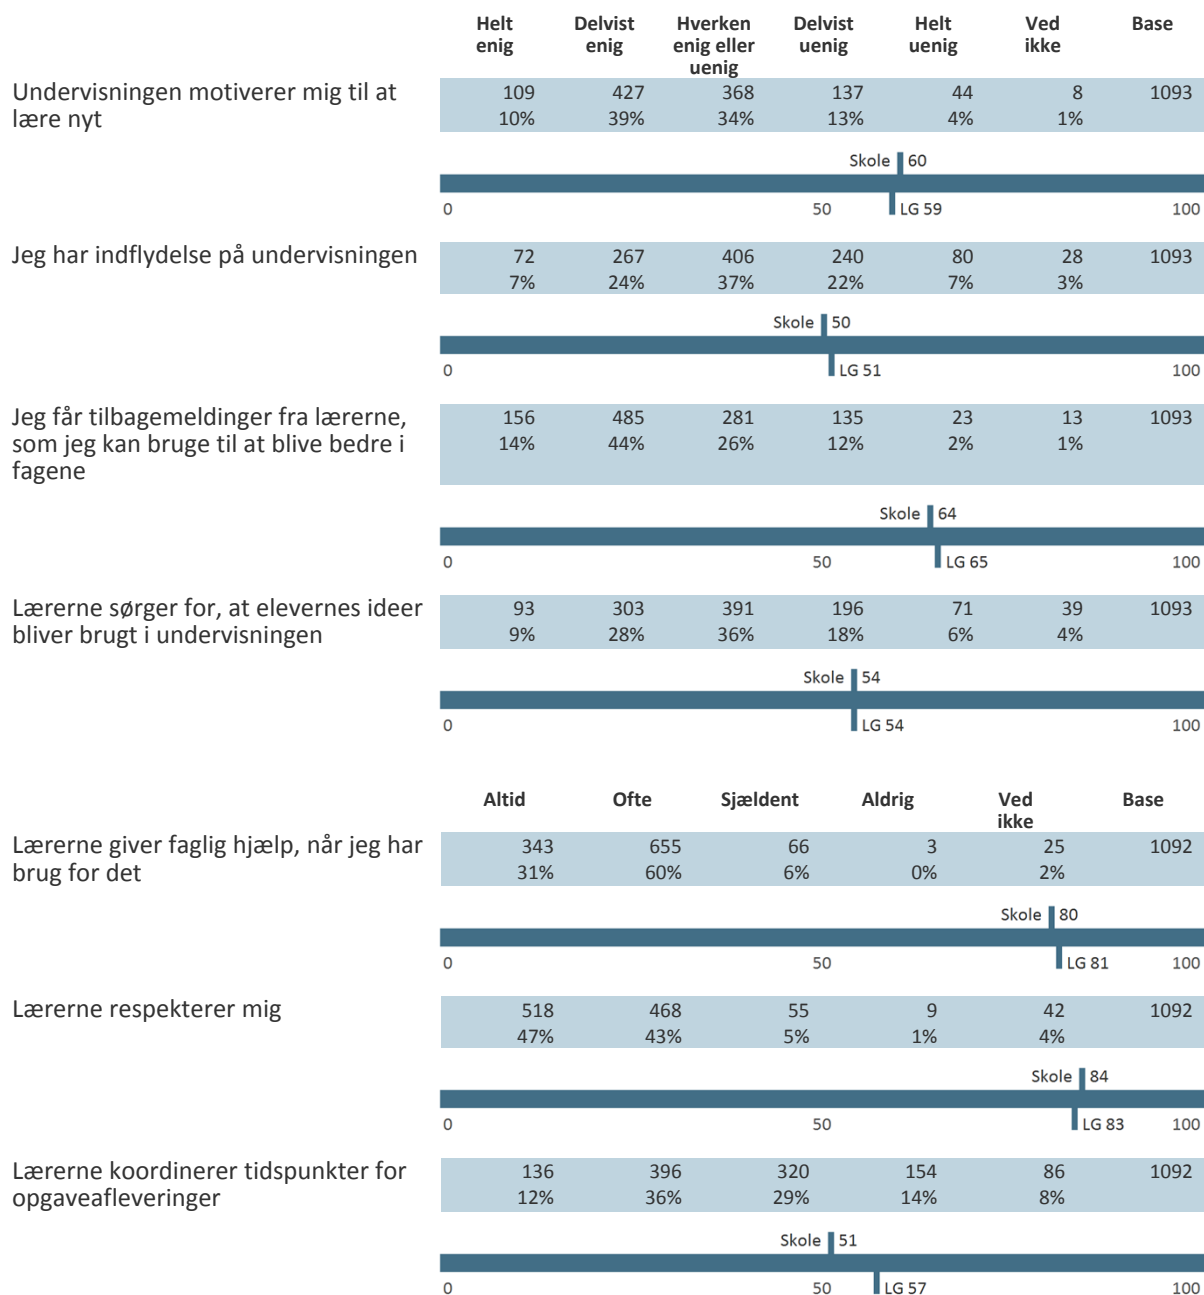 Helt Delvist Hverken Delvist Helt Ved Base
enig enig enig eller uenig uenig ikke
uenig
Undervisningen motiverer mig til at 109 427 368 137 44 8 1093
lære nyt 10% 39% 34% 13% 4% 1%
Skole 60
0 50 LG 59 100
Jeg har indflydelse på undervisningen 72 267 406 240 80 28 1093
7% 24% 37% 22% 7% 3%
Skole 50
0 LG 51 100
Jeg får tilbagemeldinger fra lærerne, 156 485 281 135 23 13 1093
som jeg kan bruge til at blive bedre i 14% 44% 26% 12% 2% 1%
fagene
Skole 64
0 50 LG 65 100
Lærerne sørger for, at elevernes ideer 93 303 391 196 71 39 1093
bliver brugt i undervisningen 9% 28% 36% 18% 6% 4%
Skole 54
0 LG 54 100
Altid Ofte Sjældent Aldrig Ved Base
ikke
Lærerne giver faglig hjælp, når jeg har 343 655 66 3 25 1092
brug for det 31% 60% 6% 0% 2%
Skole 80
0 50 LG 81 100
Lærerne respekterer mig 518 468 55 9 42 1092
47% 43% 5% 1% 4%
Skole 84
0 50 LG 83 100
Lærerne koordinerer tidspunkter for 136 396 320 154 86 1092
opgaveafleveringer 12% 36% 29% 14% 8%
Skole 51
0 50 LG 57 100